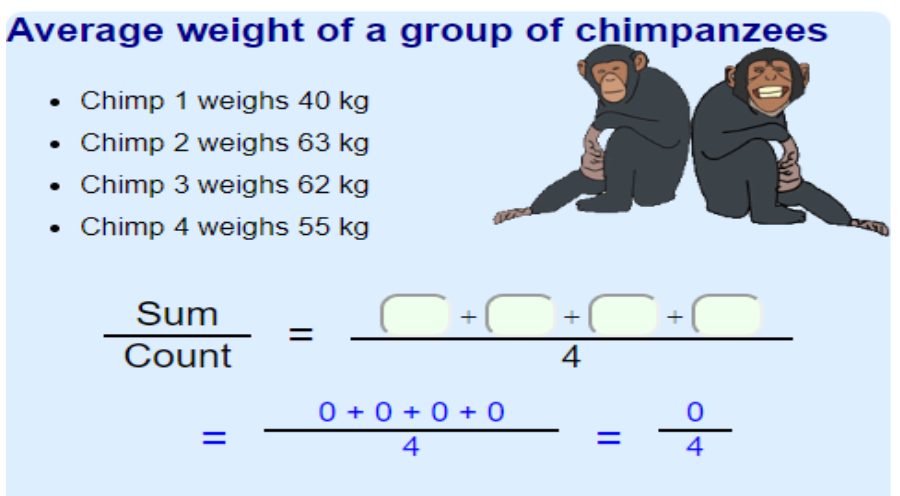 Average weight of a group of chimpanzees
• Chimp 1 weighs 40 kg
• Chimp 2 weighs 63 kg
• Chimp 3 weighs 62 kg
• Chimp 4 weighs 55 kg
Sum
Count
=
+ + +
4
=
0 + 0 + 0 + 0
4
=
0
4